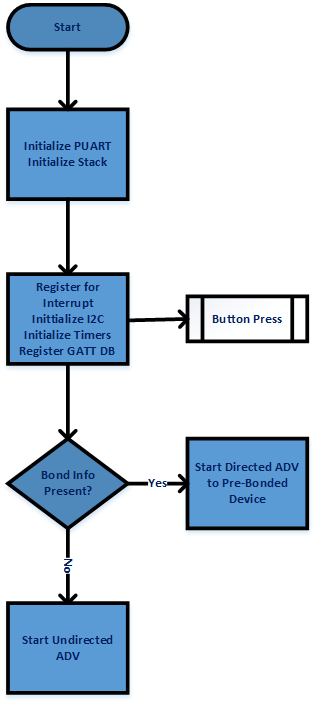 Start
Initialize PUART
Initialize Stack
Register for
Interrupt
Inittialize I2C
Initialize Timers
Register GATT DB
Button Press
Bond Info
Present?
Yes
Start Directed ADV
to Pre-Bonded
Device
No
Start Undirected
ADV